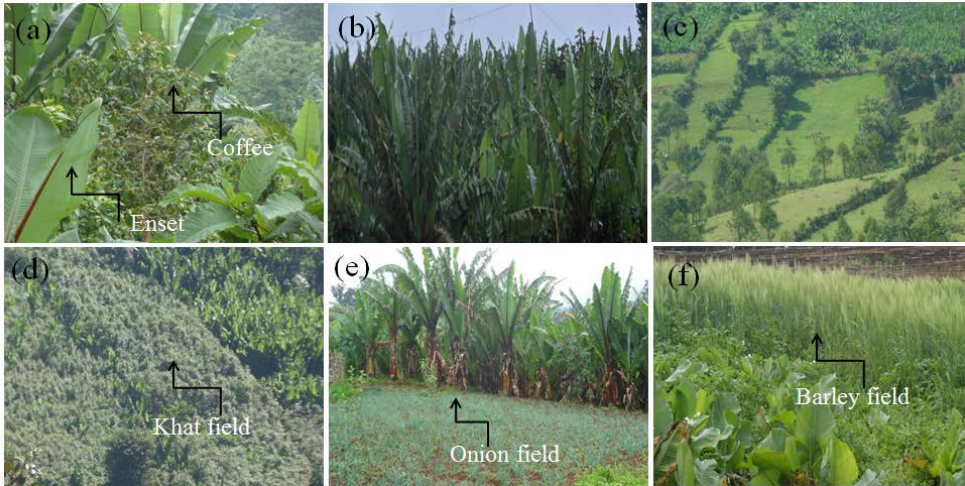 (a)
Coffee
Enset
(b)
(c)
(d)
Khat field
(e)
Onion field
(f)
Barley field